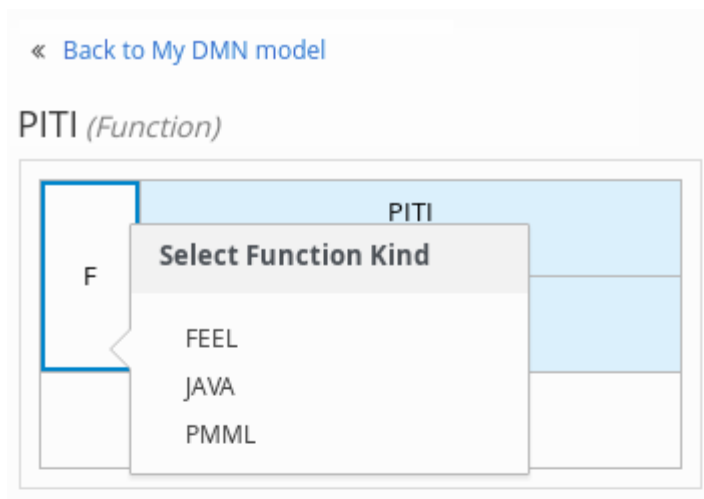 « Back to My DMN model
PITI (Function)
PITI
F
Select Function Kind
FEEL
JAVA
PMML